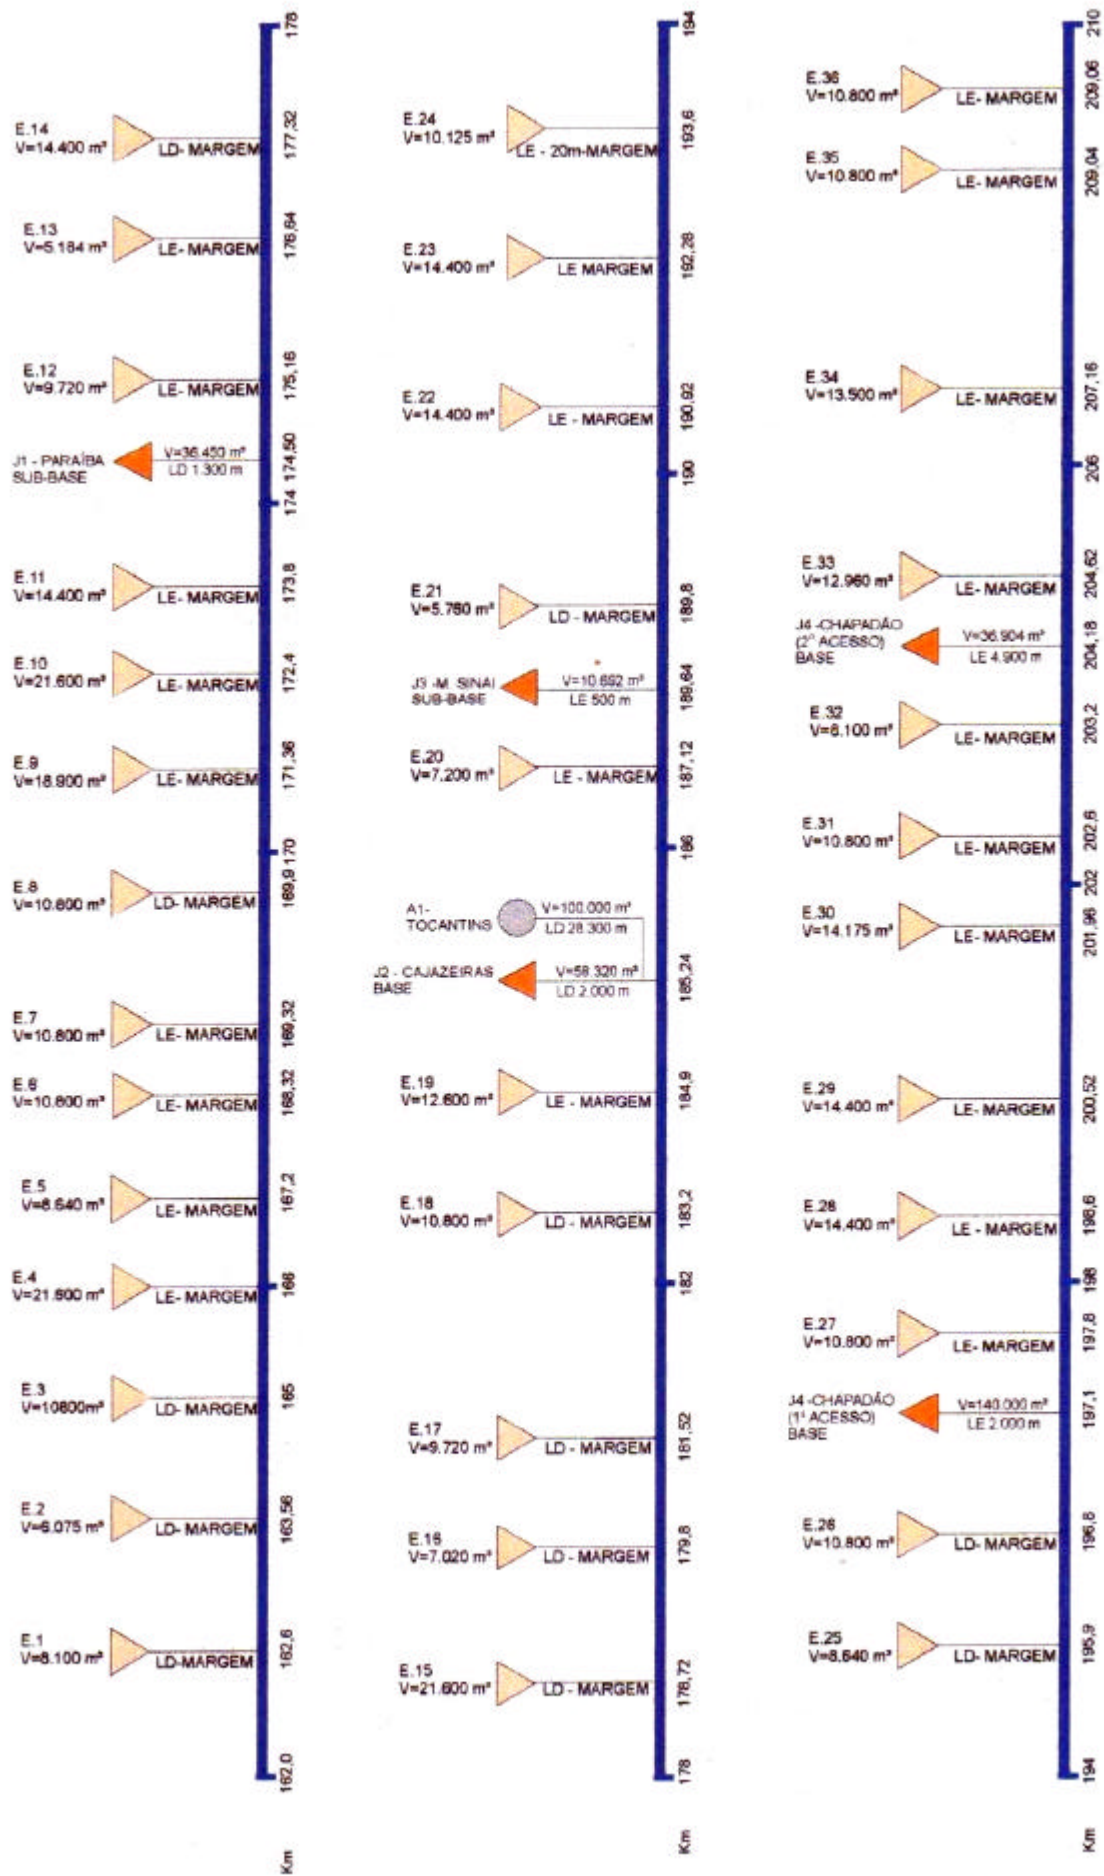 178
E.14
V=14.400 m³
LD- MARGEM
177,32
E.13
V=5.184 m³
LE- MARGEM
176,64
E.12
V=9.720 m³
LE- MARGEM
175,16
J1 - PARAÍBA
SUB-BASE
V=36.450 m³
LD 1.300 m
174,50
174
E.11
V=14.400 m³
LE- MARGEM
173,8
E.10
V=21.600 m³
LE- MARGEM
172,4
E.9
V=18.900 m³
LE- MARGEM
171,36
170
E.8
V=10.800 m³
LD- MARGEM
169,9
E.7
V=10.800 m³
LE- MARGEM
169,32
E.6
V=10.800 m³
LE- MARGEM
168,32
E.5
V=8.640 m³
LE- MARGEM
167,2
E.4
V=21.600 m³
LE- MARGEM
166
E.3
V=10800m³
LD- MARGEM
165
E.2
V=6.075 m³
LD- MARGEM
163,56
E.1
V=8.100 m³
LD-MARGEM
162,6
162,0
Km
194
E.24
V=10.125 m³
LE - 20m-MARGEM
193,6
E.23
V=14.400 m³
LE MARGEM
192,28
E.22
V=14.400 m³
LE - MARGEM
190,92
190
E.21
V=5.760 m³
LD - MARGEM
189,8
J3 -M. SINAI
SUB-BASE
V=10.692 m³
LE 500 m
189,64
E.20
V=7.200 m³
LE - MARGEM
187,12
186
A1-
TOCANTINS
V=100.000 m³
LD 28.300 m
J2 - CAJAZEIRAS
BASE
V=58.320 m³
LD 2.000 m
185,24
E.19
V=12.600 m³
LE - MARGEM
184,9
E.18
V=10.800 m³
LD - MARGEM
183,2
182
E.17
V=9.720 m³
LD - MARGEM
181,52
E.16
V=7.020 m³
LD - MARGEM
179,8
E.15
V=21.600 m³
LD - MARGEM
178,72
178
Km
210
E.36
V=10.800 m³
LE- MARGEM
209,06
E.35
V=10.800 m³
LE- MARGEM
209,04
E.34
V=13.500 m³
LE- MARGEM
207,16
206
E.33
V=12.960 m³
LE- MARGEM
204,62
J4 -CHAPADÃO
(2° ACESSO)
BASE
V=36.904 m³
LE 4.900 m
204,18
E.32
V=8.100 m³
LE- MARGEM
203,2
E.31
V=10.800 m³
LE- MARGEM
202,6
202
E.30
V=14.175 m³
LE- MARGEM
201,96
E.29
V=14.400 m³
LE- MARGEM
200,52
E.28
V=14.400 m³
LE - MARGEM
198,6
198
E.27
V=10.800 m³
LE- MARGEM
197,8
J4 -CHAPADÃO
(1° ACESSO)
BASE
V=140.000 m³
LE 2.000 m
197,1
E.26
V=10.800 m³
LD- MARGEM
196,8
E.25
V=8.640 m³
LD- MARGEM
195,9
194
Km